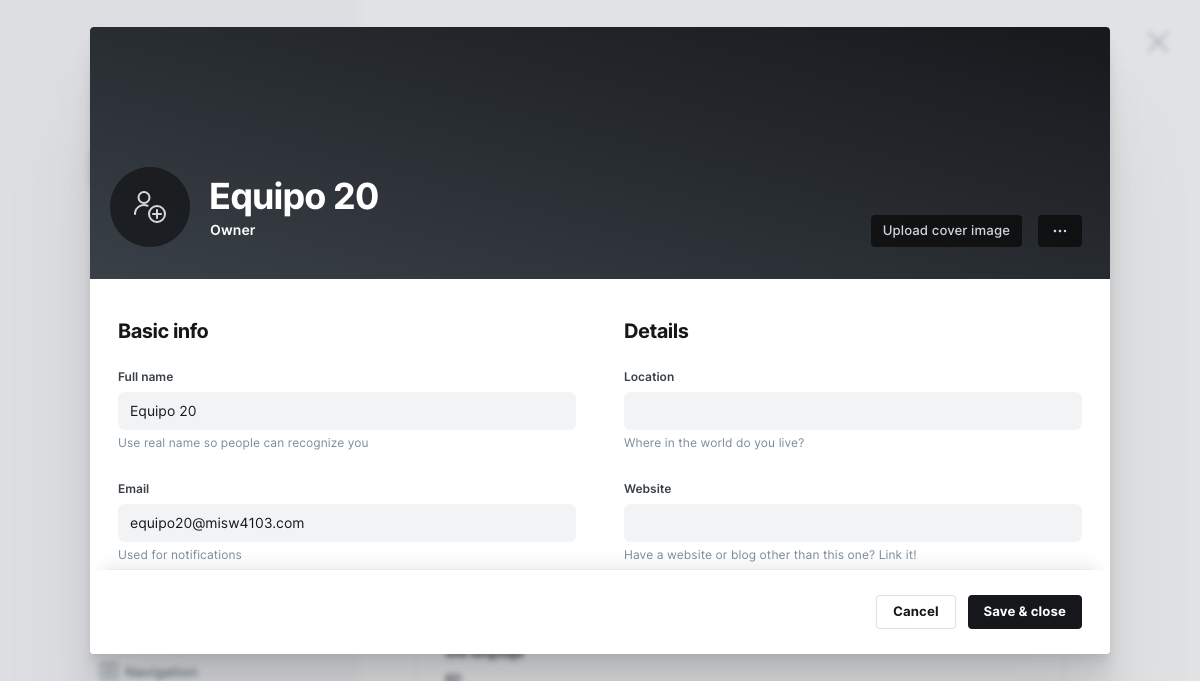 Equipo 20
Owner
Upload cover image
Basic info
Full name
Equipo 20
Use real name so people can recognize you
Email
equipo20@misw4103.com
Used for notifications
Details
Location
Where in the world do you live?
Website
Have a website or blog other than this one? Link it!
Cancel
Save & close
Navigation